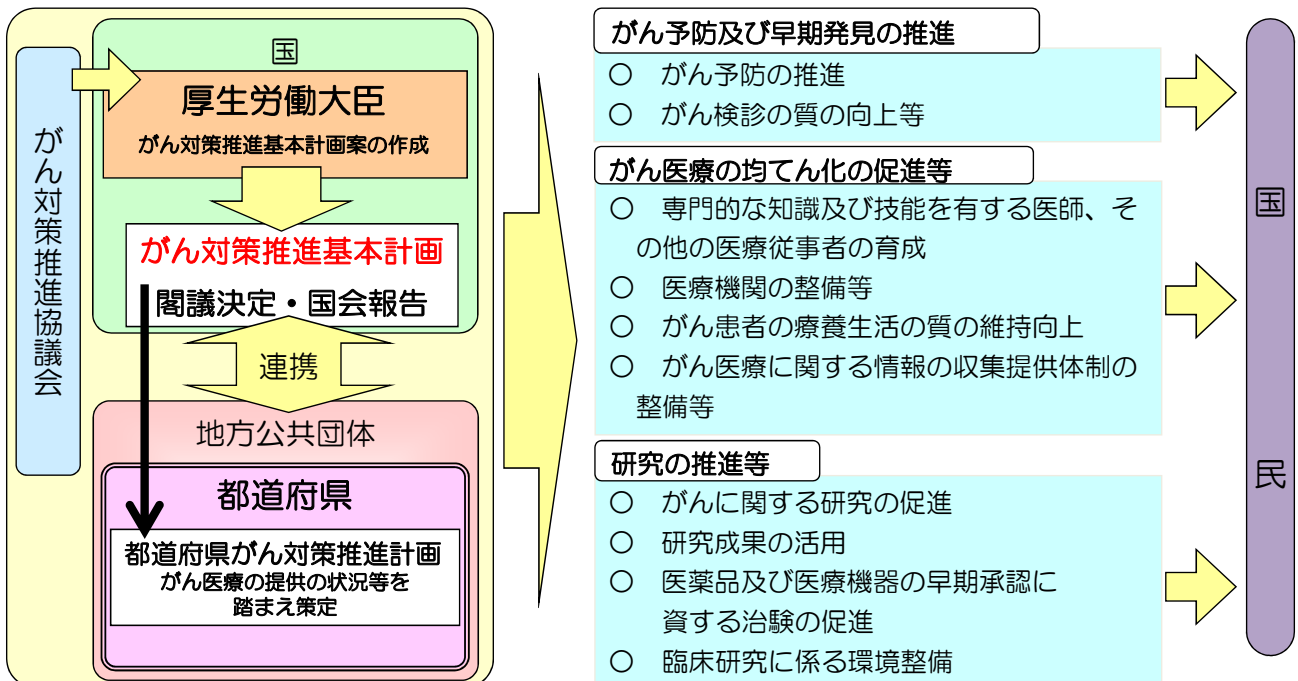 がん対策推進協議会
国
厚生労働大臣
がん対策推進基本計画案の作成
がん対策推進基本計画
閣議決定・国会報告
連携
地方公共団体
都道府県
都道府県がん対策推進計画
がん医療の提供の状況等を
踏まえ策定
がん予防及び早期発見の推進
○　がん予防の推進
○　がん検診の質の向上等
がん医療の均てん化の促進等
○　専門的な知識及び技能を有する医師、そ
の他の医療従事者の育成
○　医療機関の整備等
○　がん患者の療養生活の質の維持向上
○　がん医療に関する情報の収集提供体制の
整備等
研究の推進等
○　がんに関する研究の促進
○　研究成果の活用
○　医薬品及び医療機器の早期承認に
資する治験の促進
○　臨床研究に係る環境整備
国民